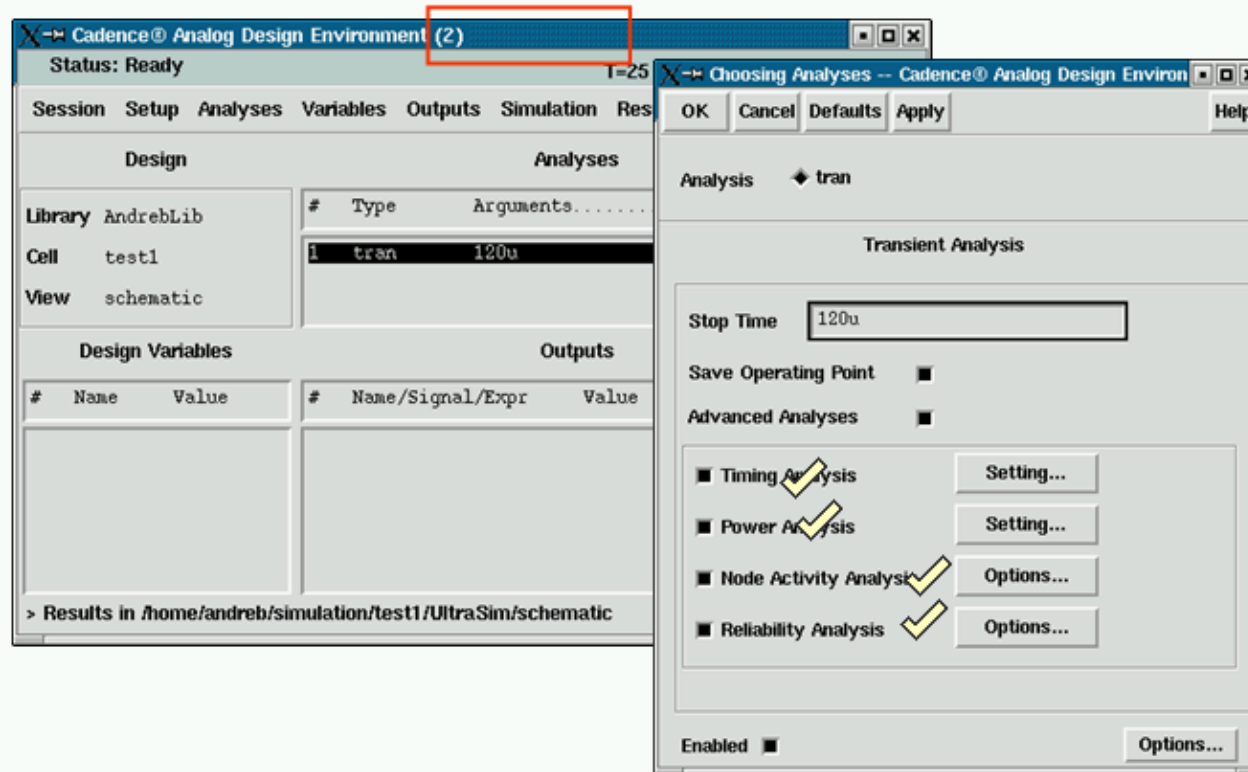 Cadence® Analog Design Environment (2)
Status: Ready
T=25
Session Setup Analyses Variables Outputs Simulation Res
Design
Analyses
Library AndrebLib
Cell test1
View schematic
# Type Arguments.......
1 tran 120u
Design Variables
Outputs
# Name Value
# Name/Signal/Expr Value
> Results in /home/andreb/simulation/test1/UltraSim/schematic
Choosing Analyses -- Cadence® Analog Design Environ
OK Cancel Defaults Apply Help
Analysis tran
Transient Analysis
Stop Time 120u
Save Operating Point
Advanced Analyses
Timing Analysis Setting...
Power Analysis Setting...
Node Activity Analysis Options...
Reliability Analysis Options...
Enabled Options...